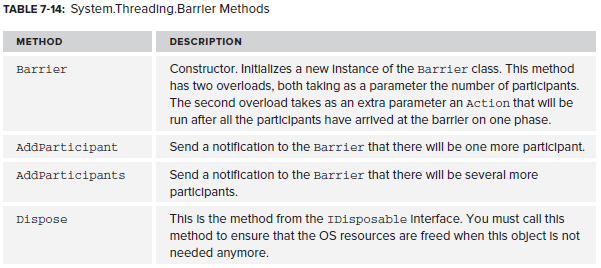 TABLE 7-14: System.Threading.Barrier Methods
METHOD DESCRIPTION
Barrier Constructor. Initializes a new instance of the Barrier class. This method
has two overloads, both taking as a parameter the number of participants.
The second overload takes as an extra parameter an Action that will be
run after all the participants have arrived at the barrier on one phase.
AddParticipant Send a notification to the Barrier that there will be one more participant.
AddParticipants Send a notification to the Barrier that there will be several more
participants.
Dispose This is the method from the IDisposable interface. You must call this
method to ensure that the OS resources are freed when this object is not
needed anymore.